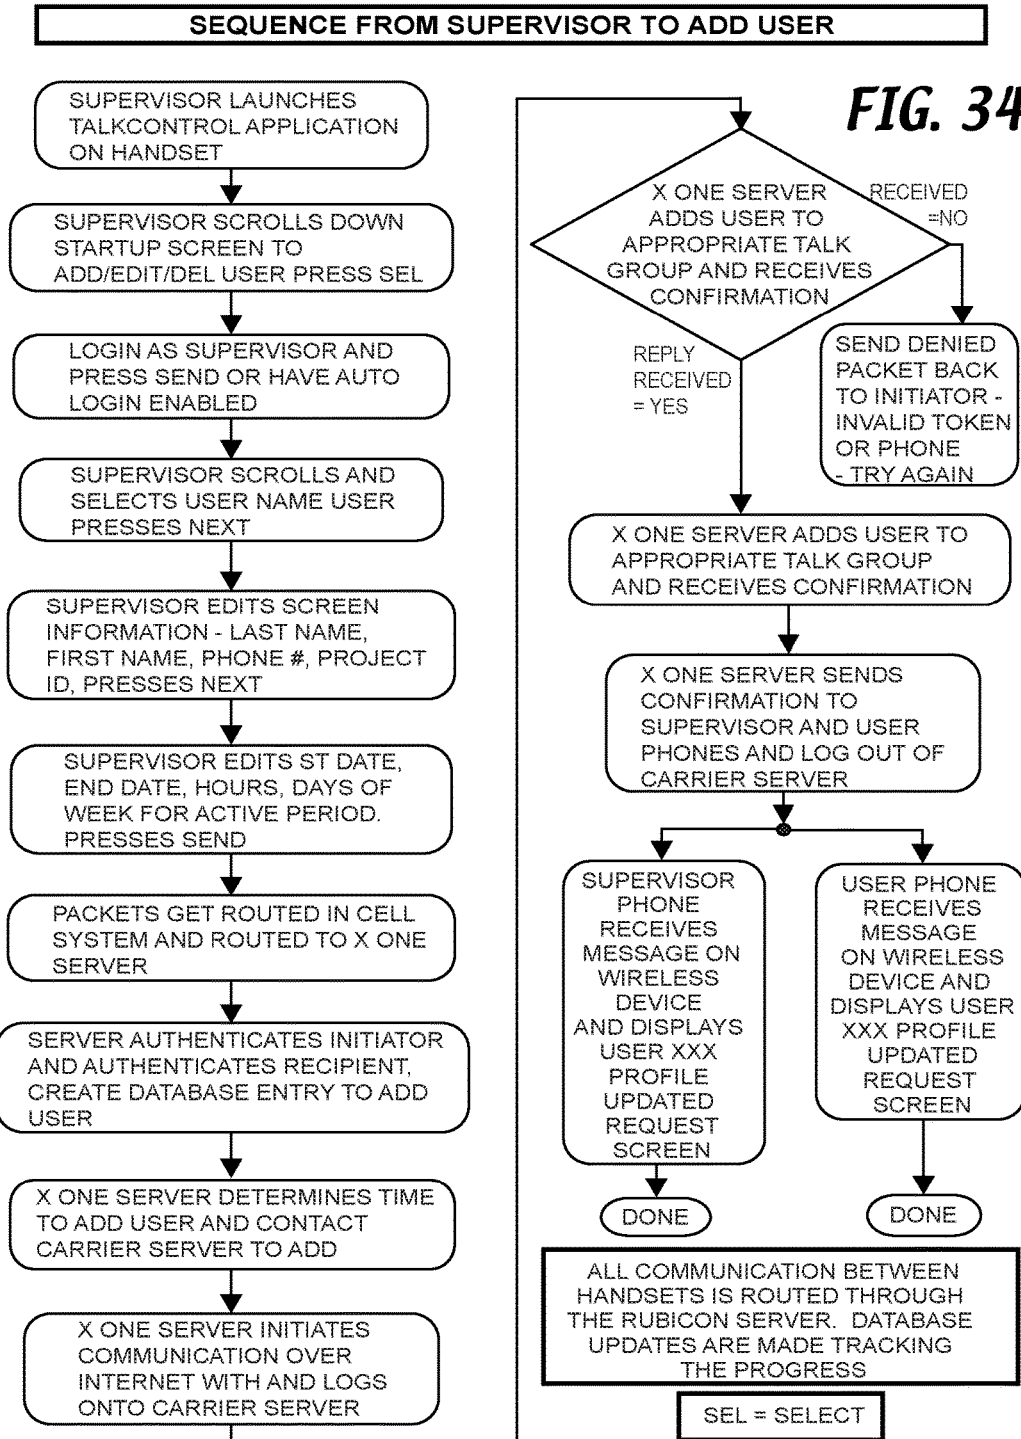 SEQUENCE FROM SUPERVISOR TO ADD USER
FIG. 34
SUPERVISOR LAUNCHES
TALKCONTROL APPLICATION
ON HANDSET
SUPERVISOR SCROLLS DOWN
STARTUP SCREEN TO
ADD/EDIT/DEL USER PRESS SEL
LOGIN AS SUPERVISOR AND
PRESS SEND OR HAVE AUTO
LOGIN ENABLED
SUPERVISOR SCROLLS AND
SELECTS USER NAME USER
PRESSES NEXT
SUPERVISOR EDITS SCREEN
INFORMATION - LAST NAME,
FIRST NAME, PHONE #, PROJECT
ID, PRESSES NEXT
SUPERVISOR EDITS ST DATE,
END DATE, HOURS, DAYS OF
WEEK FOR ACTIVE PERIOD.
PRESSES SEND
PACKETS GET ROUTED IN CELL
SYSTEM AND ROUTED TO X ONE
SERVER
SERVER AUTHENTICATES INITIATOR
AND AUTHENTICATES RECIPIENT,
CREATE DATABASE ENTRY TO ADD
USER
X ONE SERVER DETERMINES TIME
TO ADD USER AND CONTACT
CARRIER SERVER TO ADD
X ONE SERVER INITIATES
COMMUNICATION OVER
INTERNET WITH AND LOGS
ONTO CARRIER SERVER
X ONE SERVER
ADDS USER TO
APPROPRIATE TALK
GROUP AND RECEIVES
CONFIRMATION
RECEIVED
=NO
SEND DENIED
PACKET BACK
TO INITIATOR -
INVALID TOKEN
OR PHONE
- TRY AGAIN
REPLY
RECEIVED
= YES
X ONE SERVER ADDS USER TO
APPROPRIATE TALK GROUP
AND RECEIVES CONFIRMATION
X ONE SERVER SENDS
CONFIRMATION TO
SUPERVISOR AND USER
PHONES AND LOG OUT OF
CARRIER SERVER
SUPERVISOR
PHONE
RECEIVES
MESSAGE ON
WIRELESS
DEVICE
AND DISPLAYS
USER XXX
PROFILE
UPDATED
REQUEST
SCREEN
DONE
USER PHONE
RECEIVES
MESSAGE
ON WIRELESS
DEVICE AND
DISPLAYS USER
XXX PROFILE
UPDATED
REQUEST
SCREEN
DONE
ALL COMMUNICATION BETWEEN
HANDSETS IS ROUTED THROUGH
THE RUBICON SERVER. DATABASE
UPDATES ARE MADE TRACKING
THE PROGRESS
SEL = SELECT